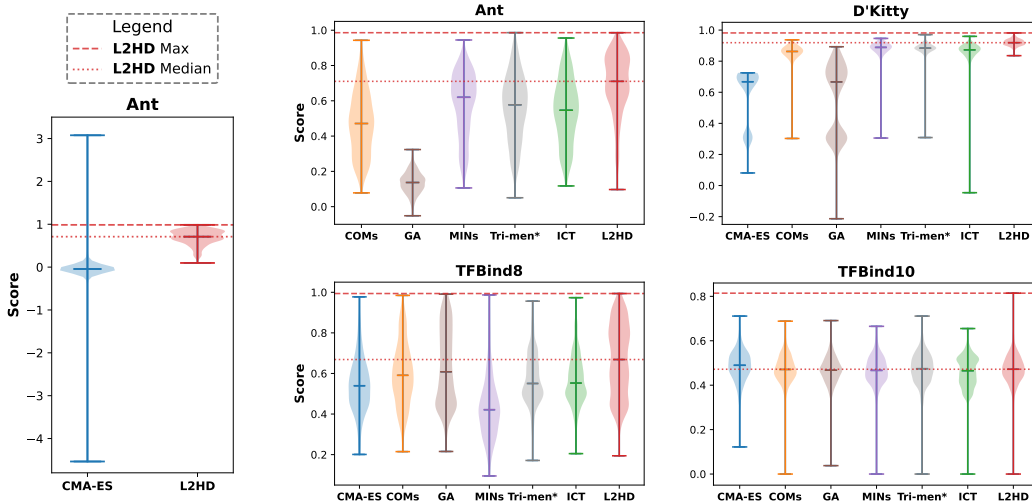 Legend
L2HD Max
L2HD Median
Ant
Score
3
2
1
0
−1
−2
−3
−4
CMA-ES L2HD
Ant
Score
1.0
0.8
0.6
0.4
0.2
0.0
COMs GA MINs Tri-men* ICT L2HD
D'Kitty
1.0
0.8
0.6
0.4
0.2
0.0
−0.2
CMA-ES COMs GA MINs Tri-men* ICT L2HD
TFBind8
Score
1.0
0.8
0.6
0.4
0.2
CMA-ES COMs GA MINs Tri-men* ICT L2HD
TFBind10
0.8
0.6
0.4
0.2
0.0
CMA-ES COMs GA MINs Tri-men* ICT L2HD